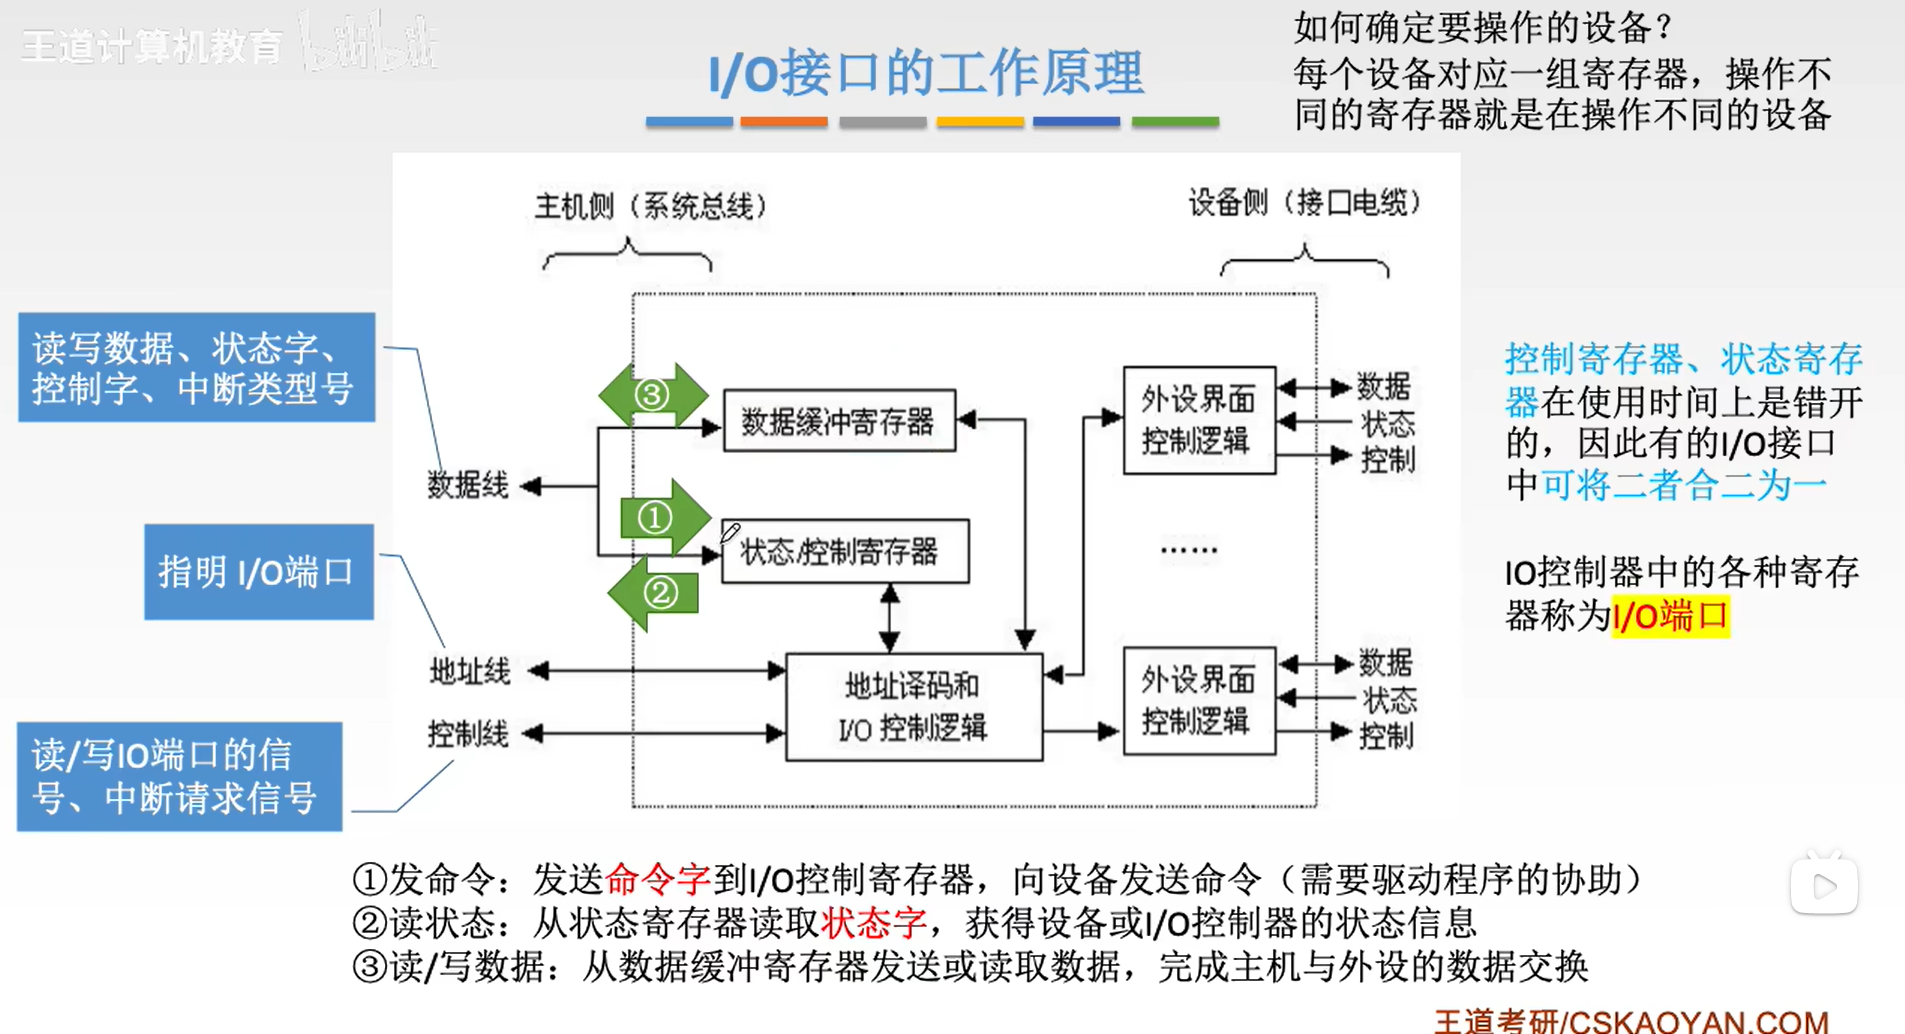 王道计算机教育 bilibili
I/O接口的工作原理
如何确定要操作的设备？
每个设备对应一组寄存器，操作不
同的寄存器就是在操作不同的设备
主机侧（系统总线）
设备侧（接口电缆）
读写数据、状态字、
控制字、中断类型号
数据线
指明 I/O端口
地址线
控制线
读/写IO端口的信
号、中断请求信号
③
数据缓冲寄存器
①
状态/控制寄存器
②
地址译码和
I/O 控制逻辑
外设界面
控制逻辑
数据
状态
控制
……
外设界面
控制逻辑
数据
状态
控制
控制寄存器、状态寄存
器在使用时间上是错开
的，因此有的I/O接口
中可将二者合二为一
IO控制器中的各种寄存
器称为I/O端口
①发命令：发送命令字到I/O控制寄存器，向设备发送命令（需要驱动程序的协助）
②读状态：从状态寄存器读取状态字，获得设备或I/O控制器的状态信息
③读/写数据：从数据缓冲寄存器发送或读取数据，完成主机与外设的数据交换
王道考研/CSKAOYAN.COM